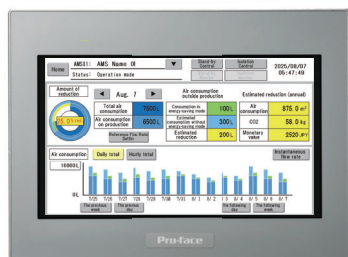 Home
AMS01: AMS Name 01
Status: Operation mode
Stand-by Control
Isolation Control
2025/08/07
05:47:49
Amount of reduction
Aug. 7
Air consumption outside production
Estimated reduction (annual)
Total air consumption 7500L
Consumption in energy-saving mode 100L
Air consumption 875.0 m³
Air consumption on production 6500L
Estimated consumption without energy-saving mode 300L
CO2 58.0 kg
Reference Flow Rate Setter
Estimated reduction 200L
Monetary value 2520 JPY
Air consumption
Daily total
Hourly total
Instantaneous flow rate
10000L
0L
7/25 7/26 7/27 7/28 7/29 7/30 7/31 8/ 1 8/ 2 8/ 4 8/ 5 8/ 6 8/ 7
The previous week
The previous day
The following day
The following week
Pro-face